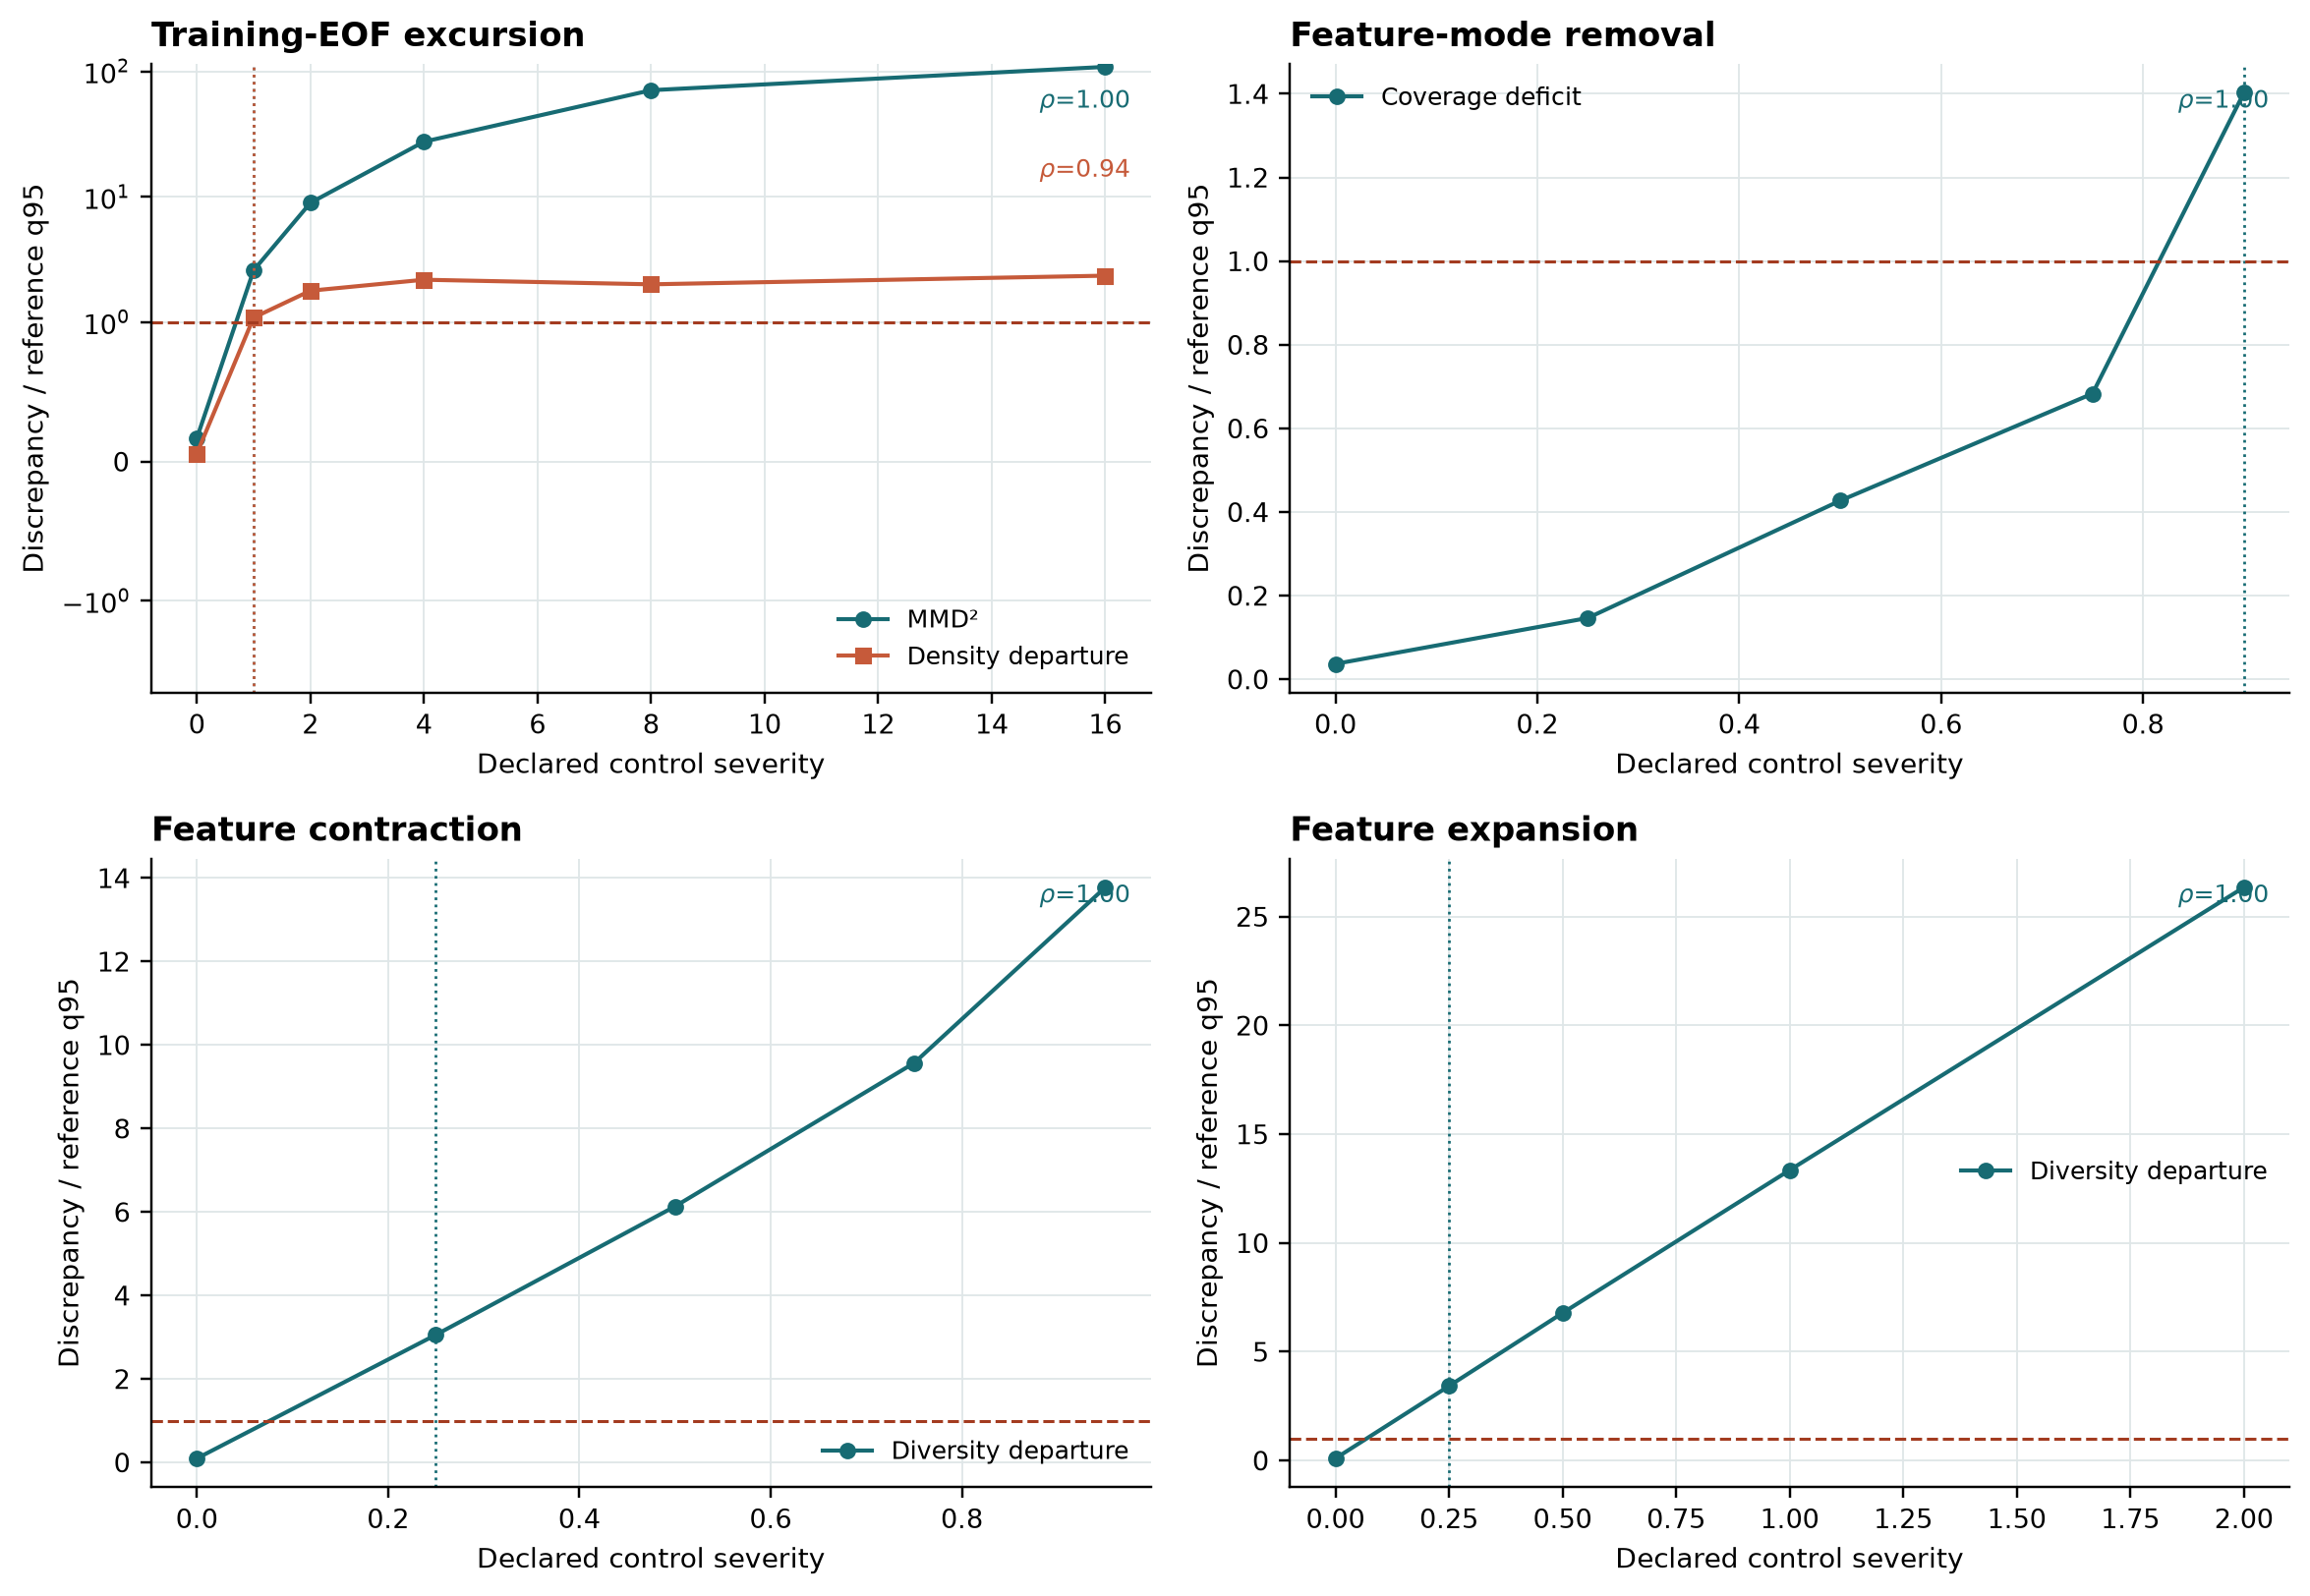 Training-EOF excursion
Discrepancy / reference q95
10²
10¹
10⁰
0
−10⁰
ρ=1.00
ρ=0.94
MMD²
Density departure
0 2 4 6 8 10 12 14 16
Declared control severity
Feature-mode removal
Discrepancy / reference q95
1.4
1.2
1.0
0.8
0.6
0.4
0.2
0.0
Coverage deficit
ρ=1.00
0.0 0.2 0.4 0.6 0.8
Declared control severity
Feature contraction
Discrepancy / reference q95
14
12
10
8
6
4
2
0
ρ=1.00
Diversity departure
0.0 0.2 0.4 0.6 0.8
Declared control severity
Feature expansion
Discrepancy / reference q95
25
20
15
10
5
0
ρ=1.00
Diversity departure
0.00 0.25 0.50 0.75 1.00 1.25 1.50 1.75 2.00
Declared control severity